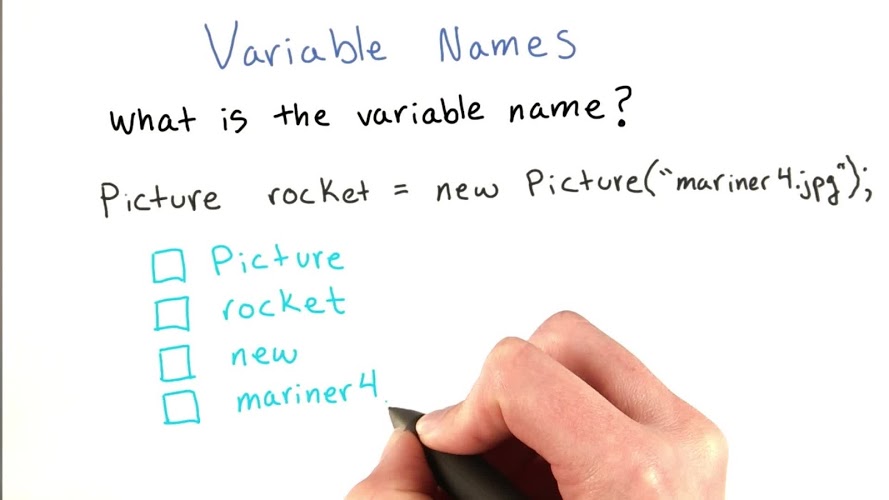 Variable Names
What is the variable name?
Picture rocket = new Picture("mariner4.jpg");
Picture
rocket
new
mariner4.